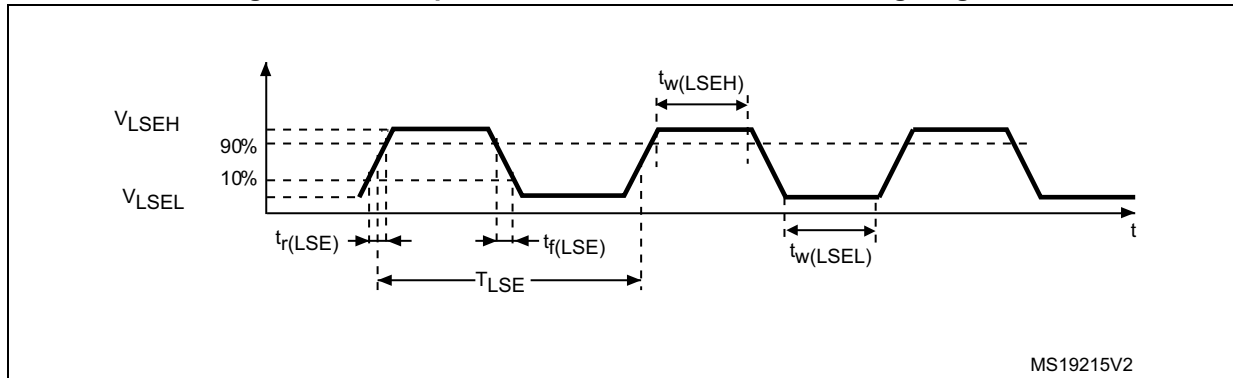 tw(LSEH)
VLSEH
90%
10%
VLSEL
tr(LSE)
tf(LSE)
tw(LSEL)
t
TLSE
MS19215V2